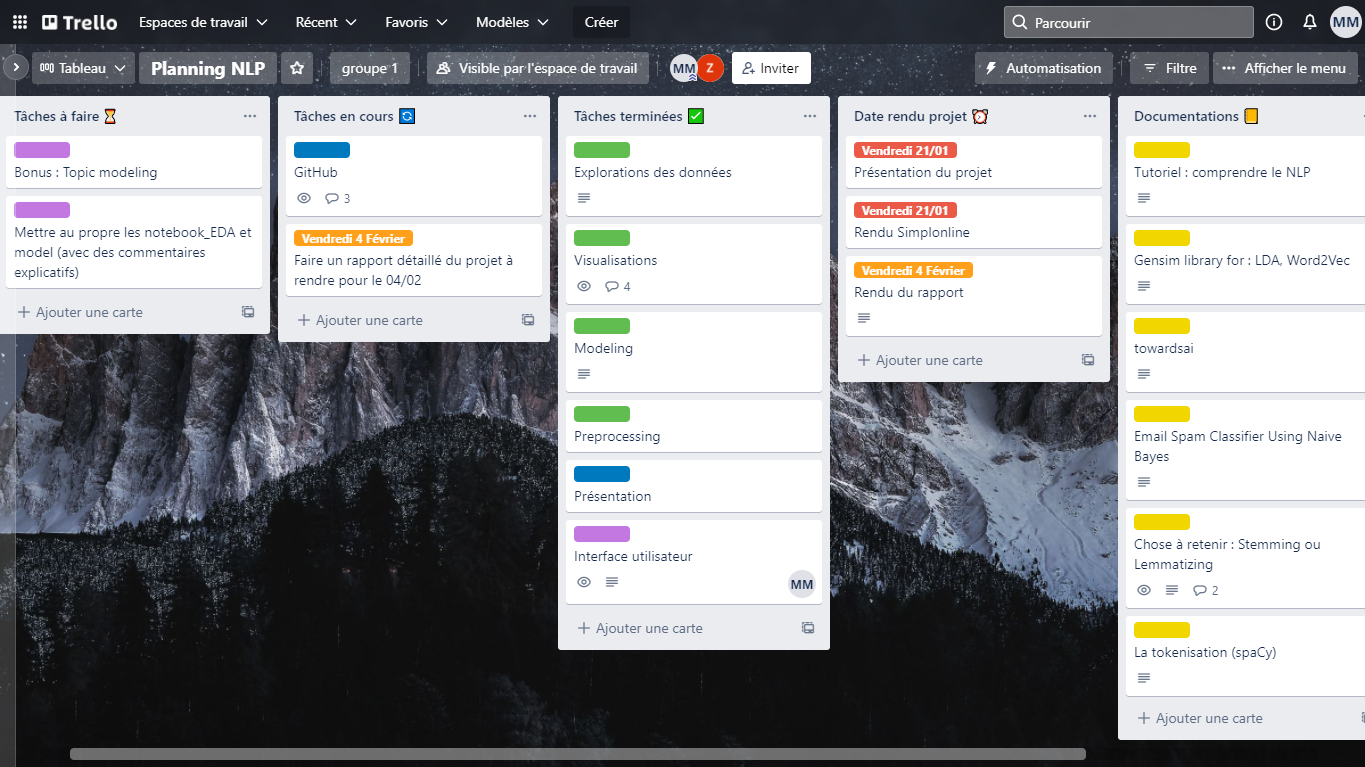 Trello Espaces de travail Récent Favoris Modèles Créer Parcourir MM
Tableau Planning NLP groupe 1 Visible par l'espace de travail MM Z Inviter Automatisation Filtre Afficher le menu
Tâches à faire
Bonus : Topic modeling
Mettre au propre les notebook_EDA et
model (avec des commentaires
explicatifs)
Ajouter une carte
Tâches en cours
GitHub
3
Vendredi 4 Février
Faire un rapport détaillé du projet à
rendre pour le 04/02
Ajouter une carte
Tâches terminées
Explorations des données
Visualisations
4
Modeling
Preprocessing
Présentation
Interface utilisateur
MM
Ajouter une carte
Date rendu projet
Vendredi 21/01
Présentation du projet
Vendredi 21/01
Rendu Simplonline
Vendredi 4 Février
Rendu du rapport
Ajouter une carte
Documentations
Tutoriel : comprendre le NLP
Gensim library for : LDA, Word2Vec
towardsai
Email Spam Classifier Using Naive
Bayes
Chose à retenir : Stemming ou
Lemmatizing
2
La tokenisation (spaCy)
Ajouter une carte